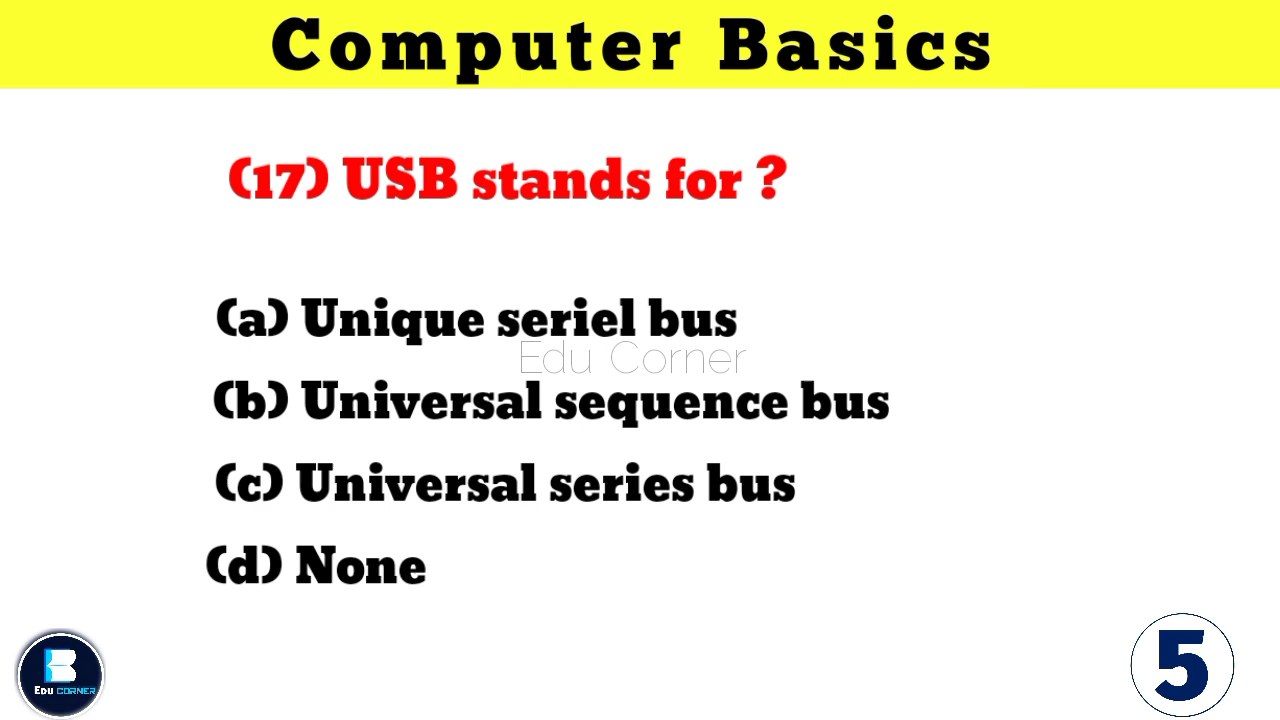 Computer Basics
(17) USB stands for ?
(a) Unique seriel bus
Edu Corner
(b) Universal sequence bus
(c) Universal series bus
(d) None
B
EDU CORNER
5